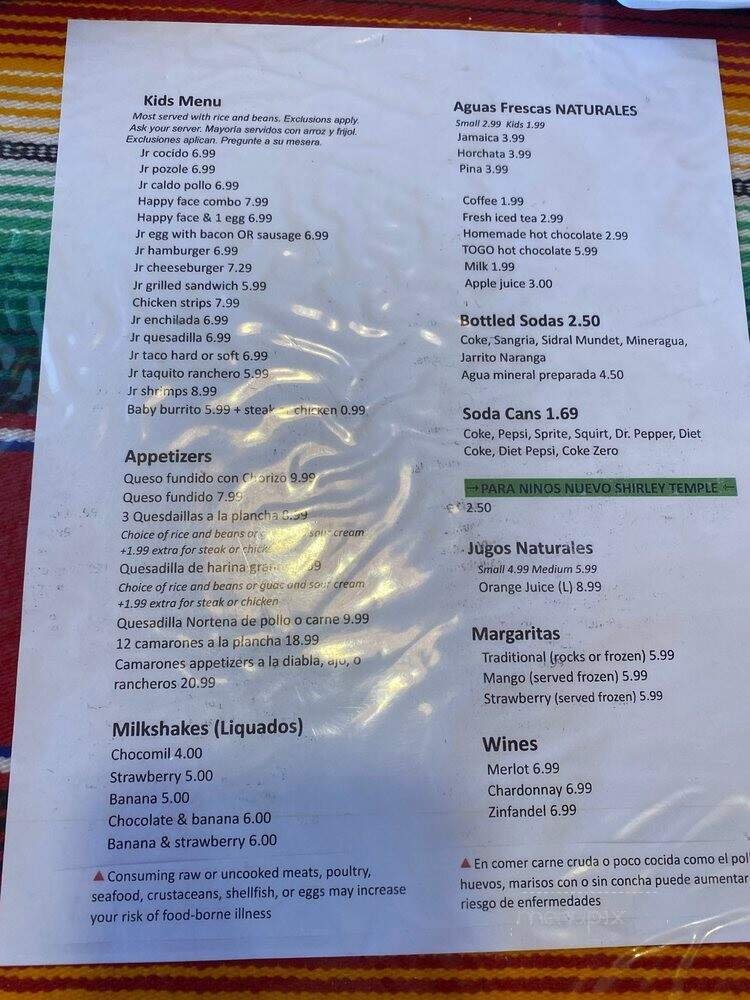 Kids Menu
Most served with rice and beans. Exclusions apply.
Ask your server. Mayoria servidos con arroz y frijol.
Exclusiones aplican. Pregunte a su mesera.
Jr cocido 6.99
Jr pozole 6.99
Jr caldo pollo 6.99
Happy face combo 7.99
Happy face & 1 egg 6.99
Jr egg with bacon OR sausage 6.99
Jr hamburger 6.99
Jr cheeseburger 7.29
Jr grilled sandwich 5.99
Chicken strips 7.99
Jr enchilada 6.99
Jr quesadilla 6.99
Jr taco hard or soft 6.99
Jr taquito ranchero 5.99
Jr shrimps 8.99
Baby burrito 5.99 + steak chicken 0.99
Appetizers
Queso fundido con Chorizo 9.99
Queso fundido 7.99
3 Quesdaillas a la plancha 8.99
Choice of rice and beans or sour cream
+1.99 extra for steak or chicken
Quesadilla de harina
Choice of rice and beans or guac and sour cream
+1.99 extra for steak or chicken
Quesadilla Nortena de pollo o carne 9.99
12 camarones a la plancha 18.99
Camarones appetizers a la diabla, ajo, o
rancheros 20.99
Milkshakes (Liquados)
Chocomil 4.00
Strawberry 5.00
Banana 5.00
Chocolate & banana 6.00
Banana & strawberry 6.00
Consuming raw or uncooked meats, poultry,
seafood, crustaceans, shellfish, or eggs may increase
your risk of food-borne illness
Aguas Frescas NATURALES
Small 2.99 Kids 1.99
Jamaica 3.99
Horchata 3.99
Pina 3.99
Coffee 1.99
Fresh iced tea 2.99
Homemade hot chocolate 2.99
TOGO hot chocolate 5.99
Milk 1.99
Apple juice 3.00
Bottled Sodas 2.50
Coke, Sangria, Sidral Mundet, Mineragua,
Jarrito Naranga
Agua mineral preparada 4.50
Soda Cans 1.69
Coke, Pepsi, Sprite, Squirt, Dr. Pepper, Diet
Coke, Diet Pepsi, Coke Zero
→PARA NINOS NUEVO SHIRLEY TEMPLE ←
2.50
Jugos Naturales
Small 4.99 Medium 5.99
Orange Juice (L) 8.99
Margaritas
Traditional (rocks or frozen) 5.99
Mango (served frozen) 5.99
Strawberry (served frozen) 5.99
Wines
Merlot 6.99
Chardonnay 6.99
Zinfandel 6.99
En comer carne cruda o poco cocida como el pol
huevos, marisos con o sin concha puede aumentar
riesgo de enfermedades
menupix